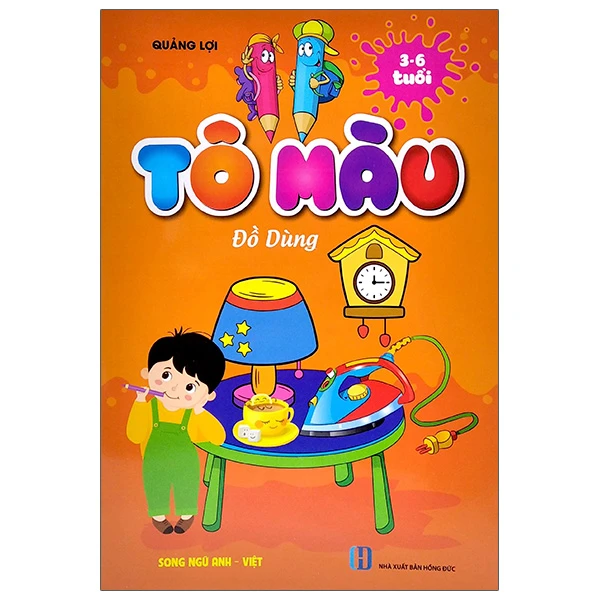 QUẢNG LỢI
3-6
tuổi
TÔ MÀU
Đồ Dùng
SONG NGỮ ANH - VIỆT
NHÀ XUẤT BẢN HỒNG ĐỨC